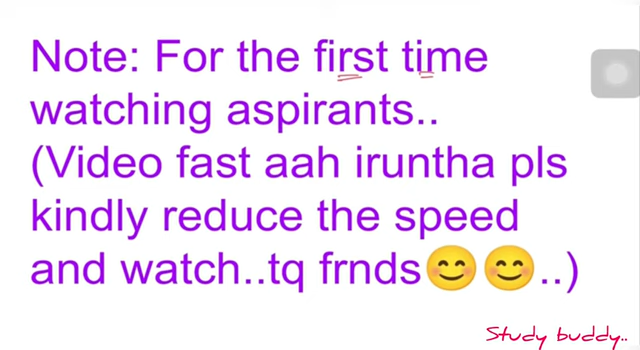 Note: For the first time
watching aspirants..
(Video fast aah iruntha pls
kindly reduce the speed
and watch..tq frnds😊😊..)
Study buddy..